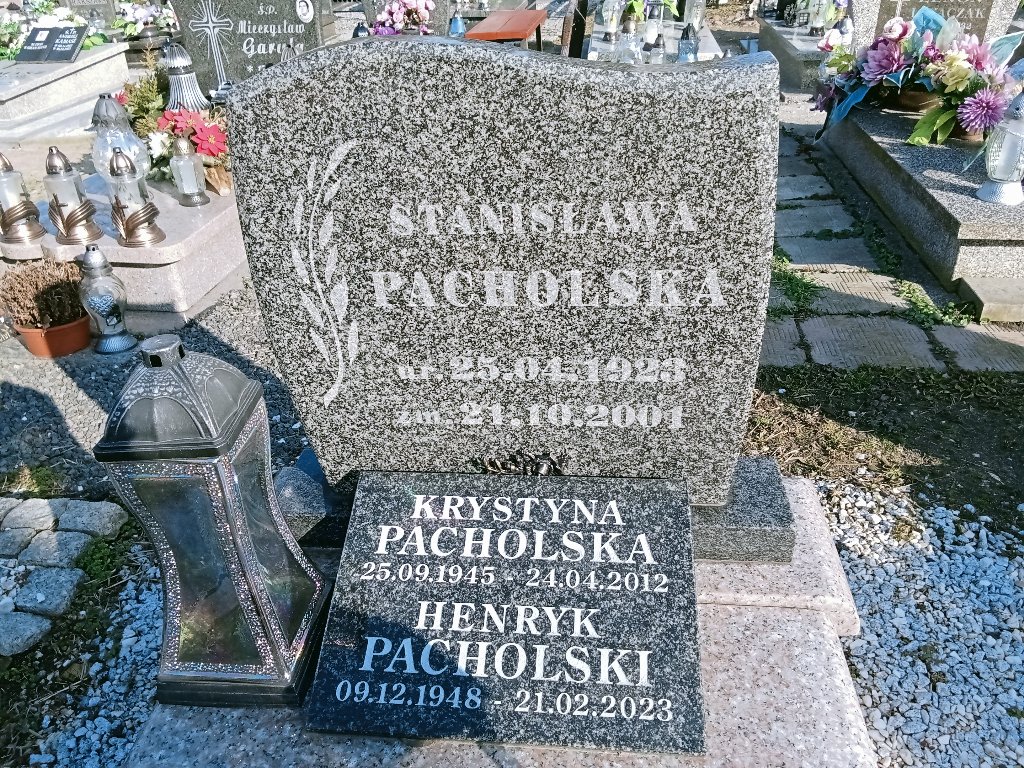 Ś.P.
Mieczysław
STANISŁAWA
PACHOLSKA
ur. 25.04.1923
zm. 21.10.2001
KRYSTYNA
PACHOLSKA
25.09.1945 - 24.04.2012
HENRYK
PACHOLSKI
09.12.1948 - 21.02.2023